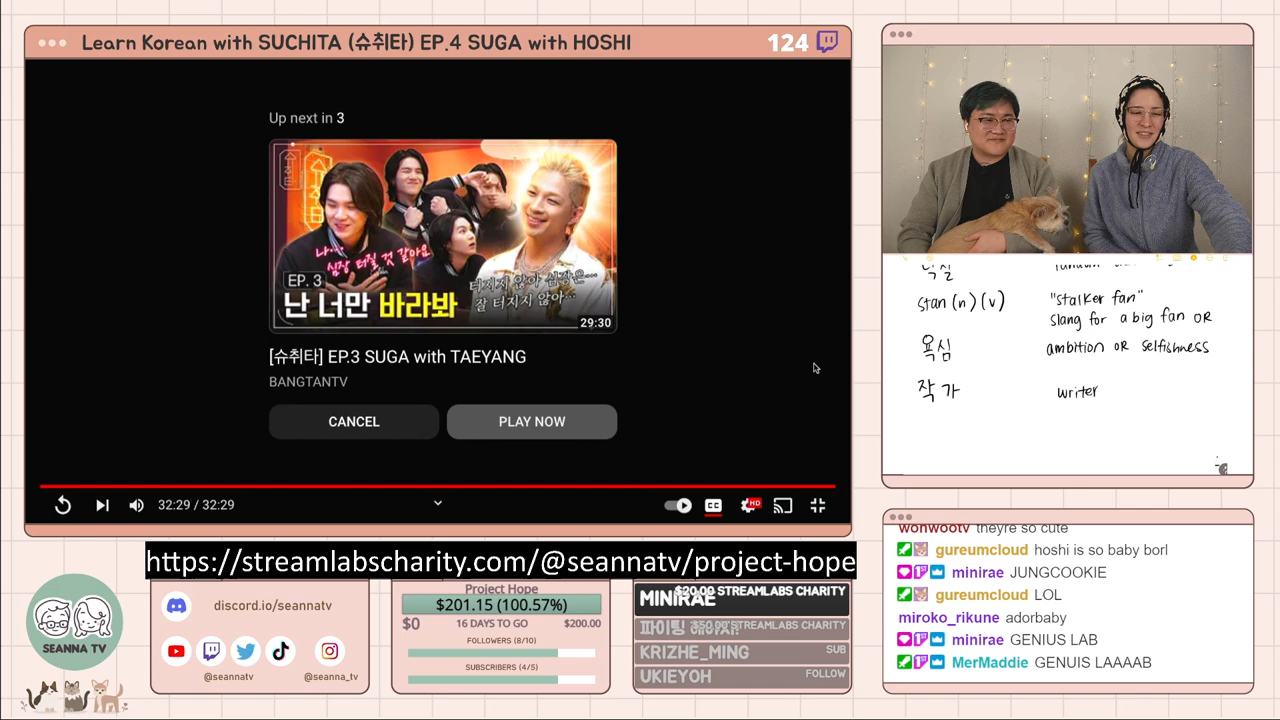 Learn Korean with SUCHITA (슈취타) EP.4 SUGA with HOSHI
124
Up next in 3
나...
심장 터질 것 같아요
EP. 3
난 너만 바라봐
터지지 않아 심장은...
잘 터지지 않아...
29:30
[슈취타] EP.3 SUGA with TAEYANG
BANGTANTV
CANCEL
PLAY NOW
32:29 / 32:29
CC
HD
https://streamlabscharity.com/@seannatv/project-hope
SEANNA TV
discord.io/seannatv
@seannatv
@seanna_tv
Project Hope
$201.15 (100.57%)
$0
16 DAYS TO GO
$200.00
FOLLOWERS (8/10)
SUBSCRIBERS (4/5)
MINIRAE
$20.00 STREAMLABS CHARITY
$50.00 STREAMLABS CHARITY
KRIZHE_MING
SUB
UKIEYOH
FOLLOW
stan (n) (v)
"stalker fan"
slang for a big fan OR
욕심
ambition OR selfishness
작가
writer
wonwootv theyre so cute
gureumcloud hoshi is so baby borl
minirae JUNGCOOKIE
gureumcloud LOL
miroko_rikune adorbaby
minirae GENIUS LAB
MerMaddie GENUIS LAAAAB